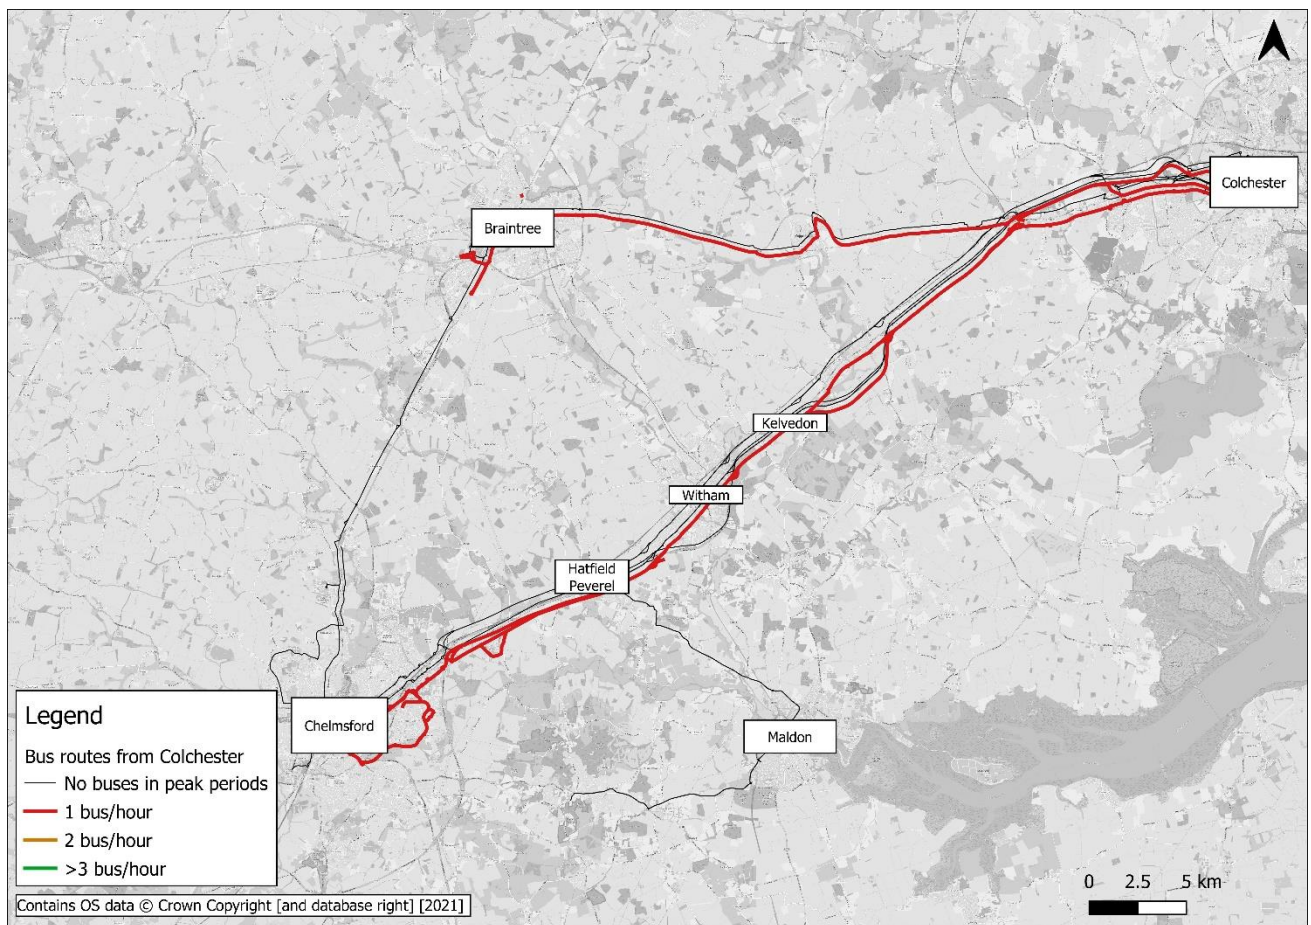 Colchester
Braintree
Kelvedon
Witham
Hatfield
Peverel
Chelmsford
Maldon
Legend
Bus routes from Colchester
No buses in peak periods
1 bus/hour
2 bus/hour
>3 bus/hour
0 2.5 5 km
Contains OS data © Crown Copyright [and database right] [2021]